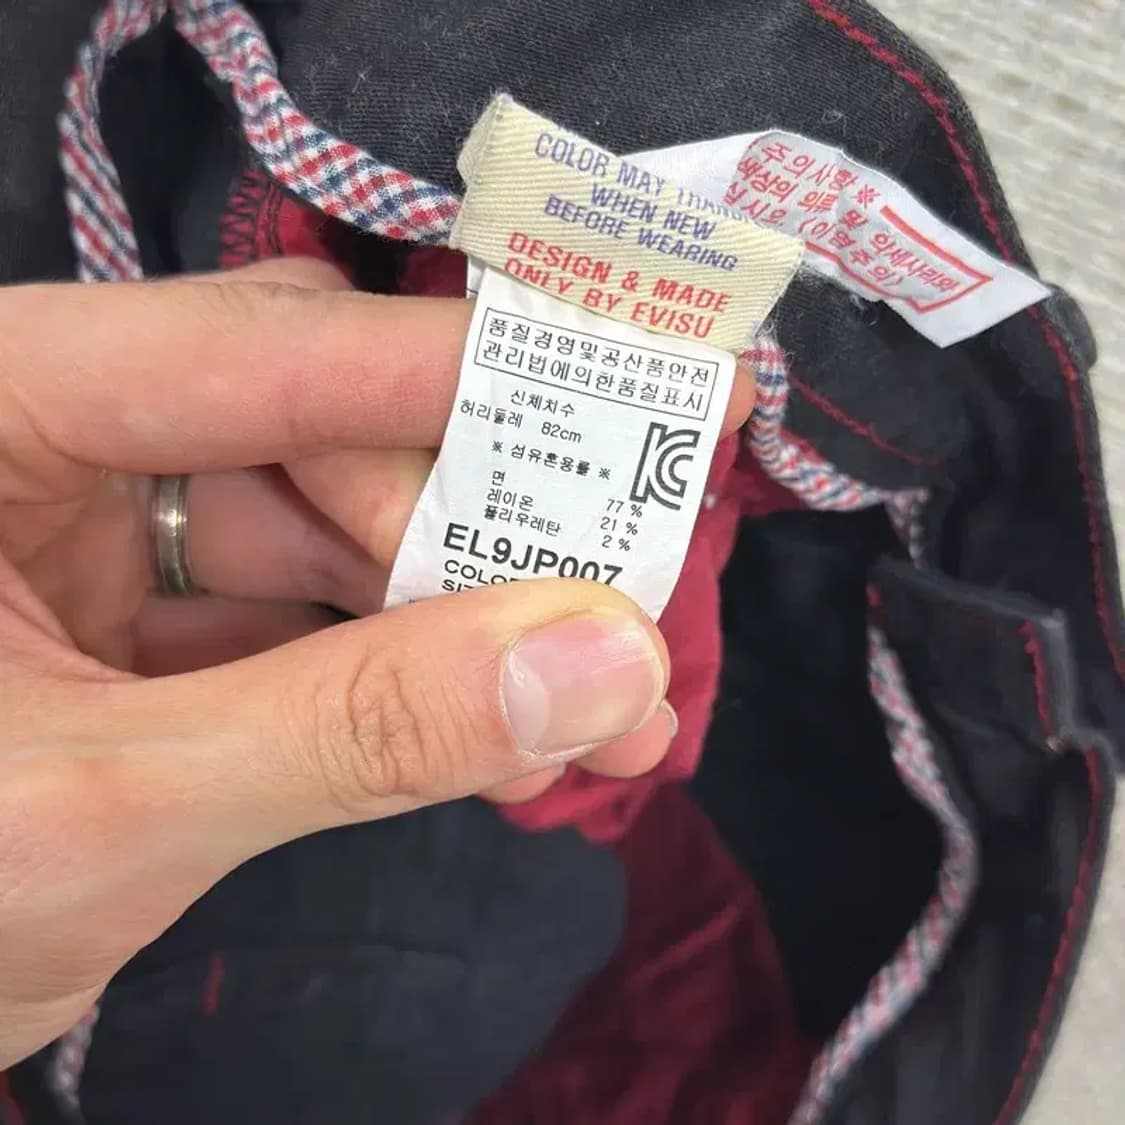 COLOR MAY
WHEN NEW
BEFORE WEARING
DESIGN & MADE
ONLY BY EVISU
주의사항 ※
품질경영및공산품안전
관리법에의한품질표시
신체치수
허리둘레 82cm
※ 섬유혼용률 ※
면 77 %
레이온 21 %
폴리우레탄 2 %
EL9JP007